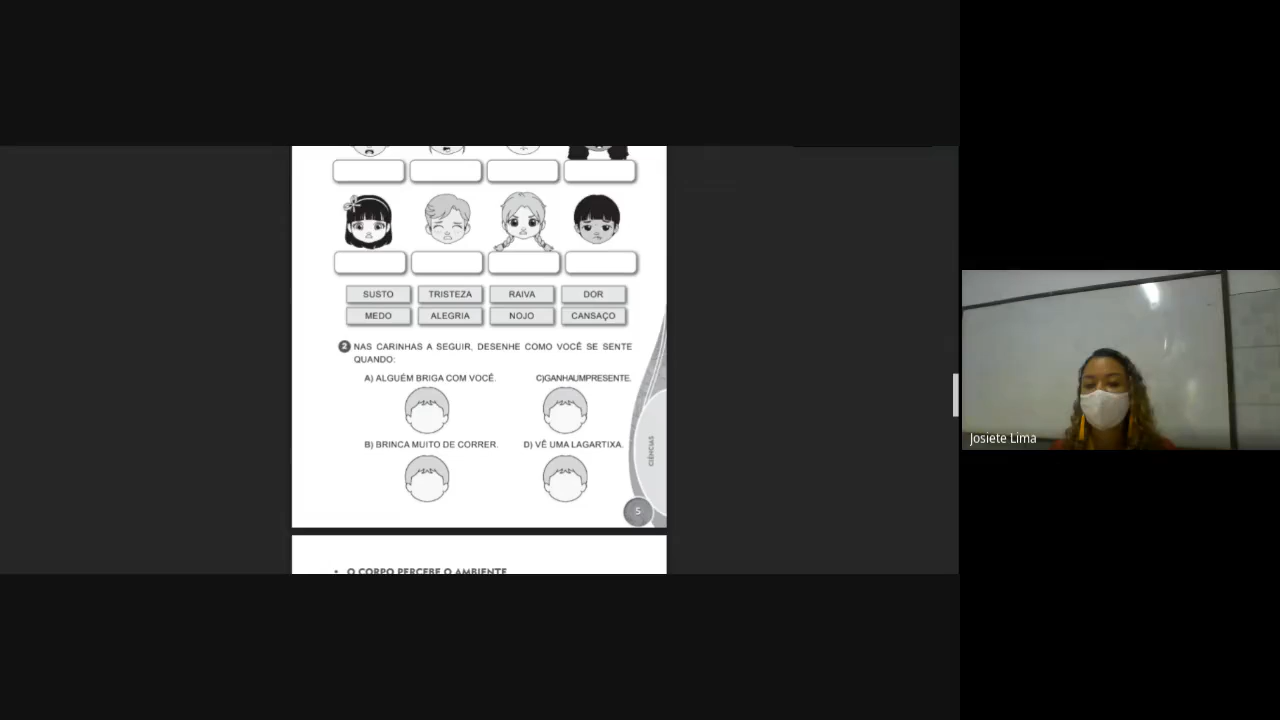 SUSTO TRISTEZA RAIVA DOR
MEDO ALEGRIA NOJO CANSAÇO
2 NAS CARINHAS A SEGUIR, DESENHE COMO VOCÊ SE SENTE
QUANDO:
A) ALGUÉM BRIGA COM VOCÊ. C)GANHAUMPRESENTE.
B) BRINCA MUITO DE CORRER. D) VÊ UMA LAGARTIXA.
CIÊNCIAS
5
• O CORPO PERCEBE O AMBIENTE
Josiete Lima